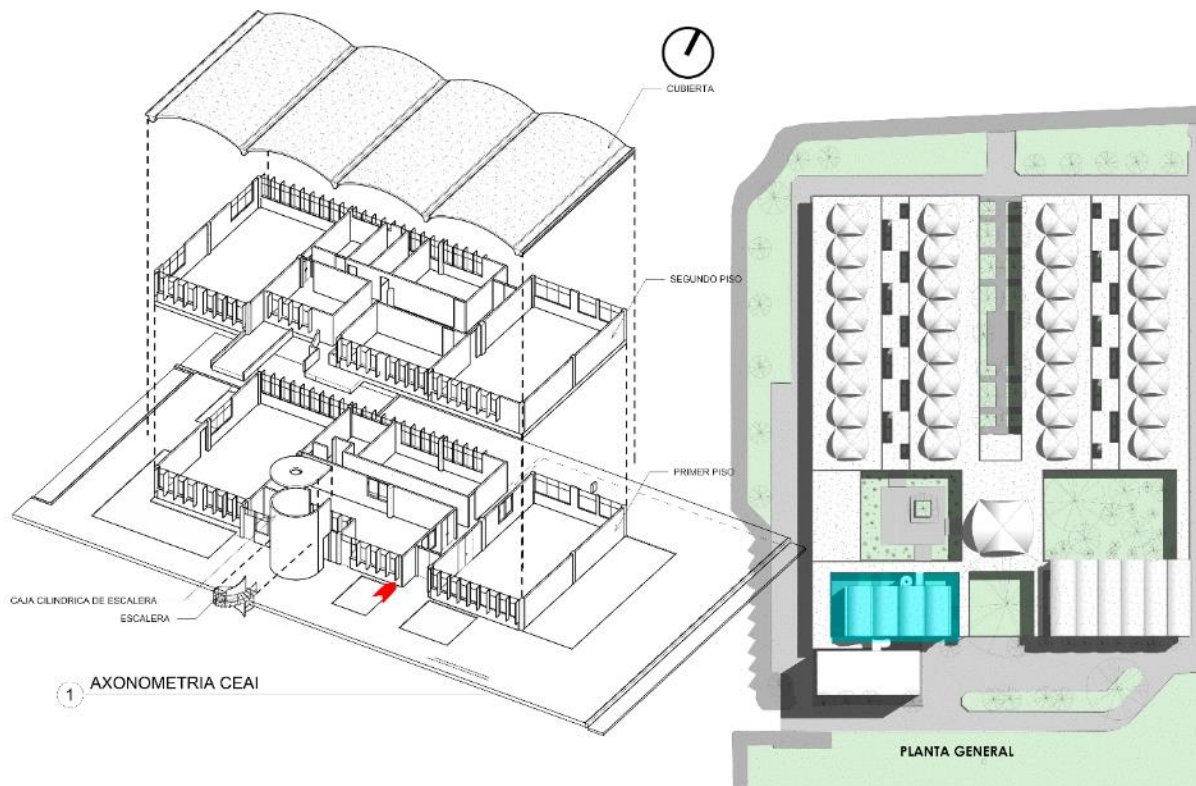 CUBIERTA
SEGUNDO PISO
PRIMER PISO
CAJA CILINDRICA DE ESCALERA
ESCALERA
1 AXONOMETRIA CEAI
PLANTA GENERAL